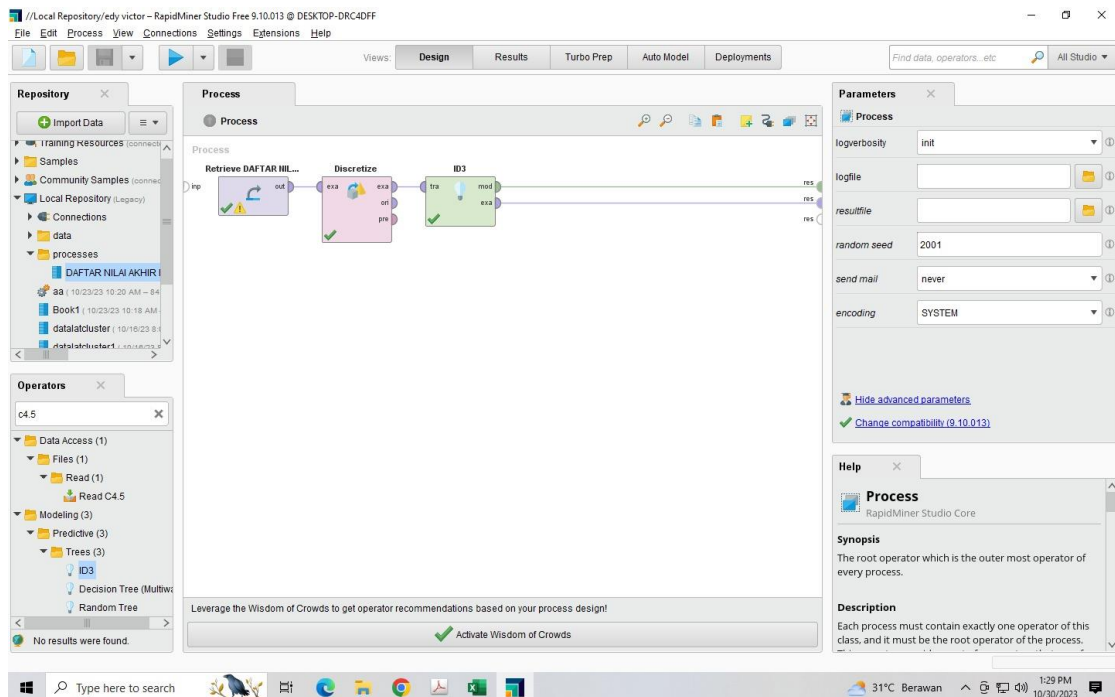 //Local Repository/edy victor – RapidMiner Studio Free 9.10.013 @ DESKTOP-DRC4DFF
File Edit Process View Connections Settings Extensions Help
Views: Design Results Turbo Prep Auto Model Deployments
Find data, operators...etc
All Studio
Repository
Import Data
Training Resources (connect
Samples
Community Samples (connec
Local Repository (Legacy)
Connections
data
processes
DAFTAR NILAI AKHIR
aa (10/23/23 10:20 AM – 84
Book1 (10/23/23 10:18 AM
datalatcluster (10/16/23 8:
datalatcluster1
Operators
c4.5
Data Access (1)
Files (1)
Read (1)
Read C4.5
Modeling (3)
Predictive (3)
Trees (3)
ID3
Decision Tree (Multiwa
Random Tree
No results were found.
Process
Process
Process
Retrieve DAFTAR NIL...
Discretize
ID3
inp
out
exa
exa
ori
pre
tra
mod
exa
res
res
res
Leverage the Wisdom of Crowds to get operator recommendations based on your process design!
Activate Wisdom of Crowds
Parameters
Process
logverbosity init
logfile
resultfile
random seed 2001
send mail never
encoding SYSTEM
Hide advanced parameters
Change compatibility (9.10.013)
Help
Process
RapidMiner Studio Core
Synopsis
The root operator which is the outer most operator of
every process.
Description
Each process must contain exactly one operator of this
class, and it must be the root operator of the process.
Type here to search
31°C Berawan
1:29 PM
10/30/2023